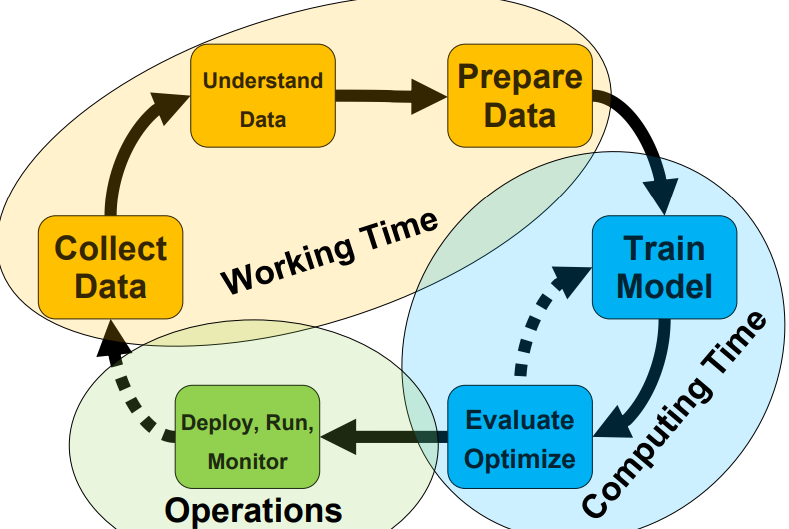 Understand
Data
Prepare
Data
Collect
Data
Working Time
Train
Model
Computing Time
Deploy, Run,
Monitor
Evaluate
Optimize
Operations